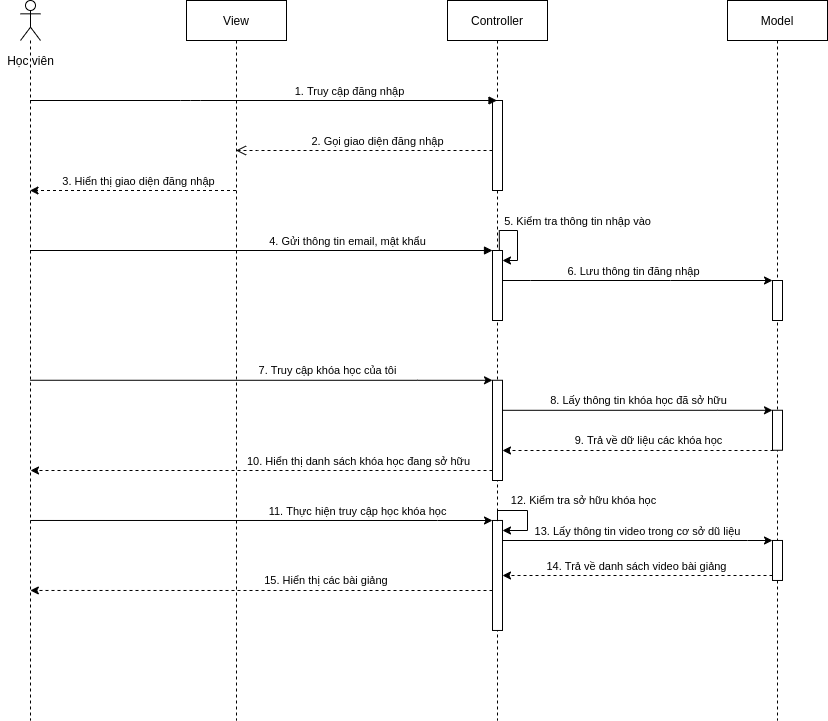 View
Controller
Model
Học viên
1. Truy cập đăng nhập
2. Gọi giao diện đăng nhập
3. Hiển thị giao diện đăng nhập
5. Kiểm tra thông tin nhập vào
4. Gửi thông tin email, mật khẩu
6. Lưu thông tin đăng nhập
7. Truy cập khóa học của tôi
8. Lấy thông tin khóa học đã sở hữu
9. Trả về dữ liệu các khóa học
10. Hiển thị danh sách khóa học đang sở hữu
12. Kiểm tra sở hữu khóa học
11. Thực hiện truy cập học khóa học
13. Lấy thông tin video trong cơ sở dũ liệu
14. Trả về danh sách video bài giảng
15. Hiển thị các bài giảng